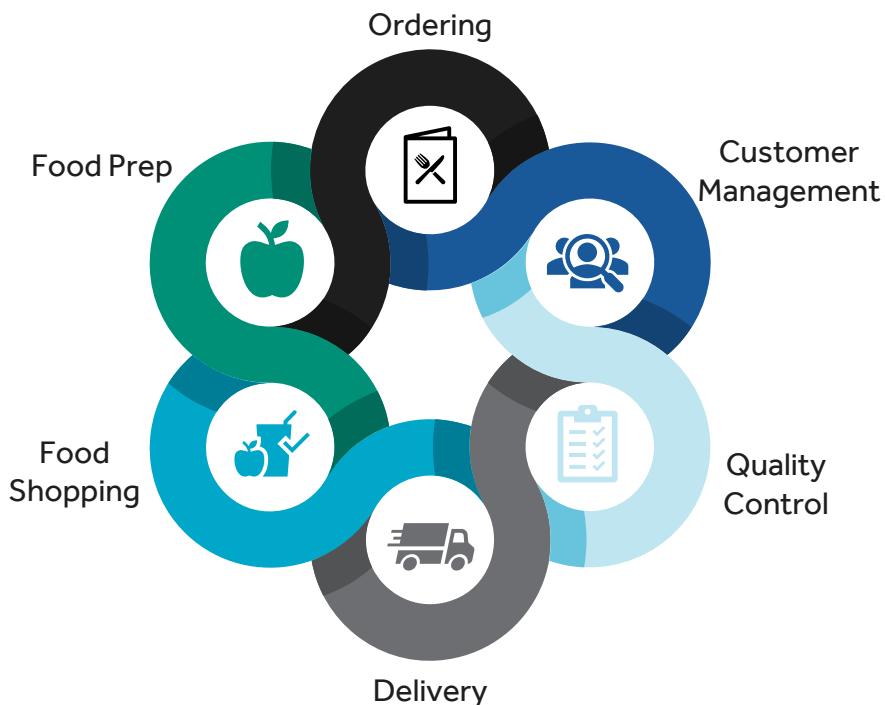 Ordering
Food Prep
Customer
Management
Food
Shopping
Quality
Control
Delivery